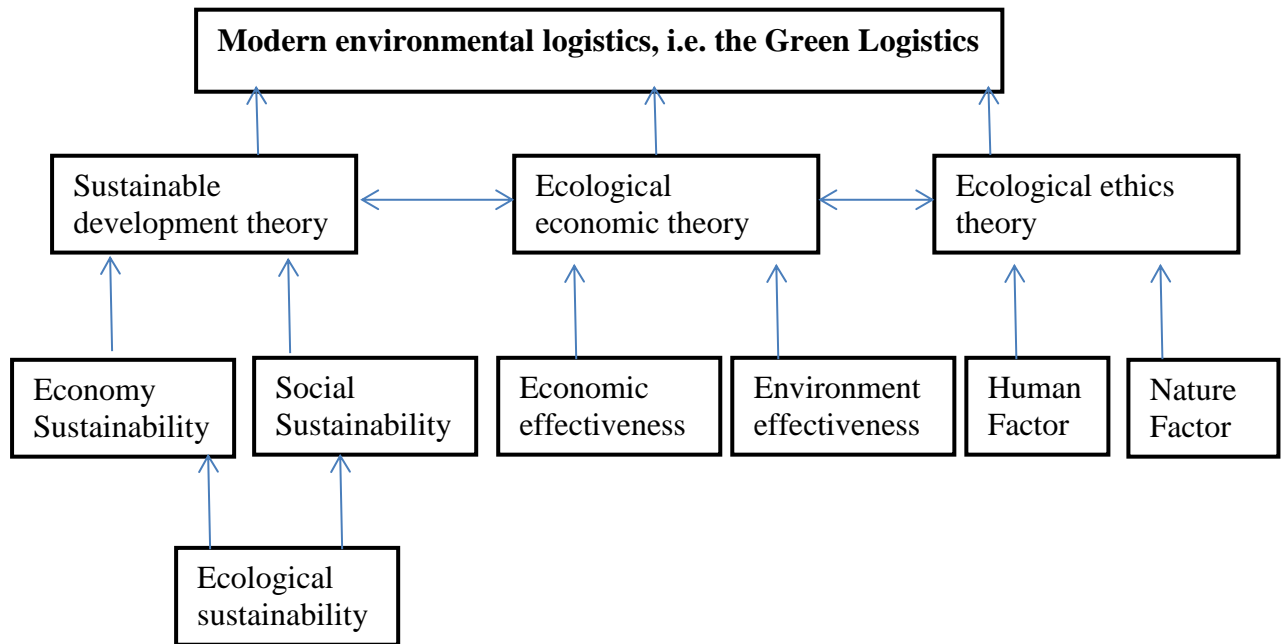 Modern environmental logistics, i.e. the Green Logistics
Sustainable
development theory
Ecological
economic theory
Ecological ethics
theory
Economy
Sustainability
Social
Sustainability
Economic
effectiveness
Environment
effectiveness
Human
Factor
Nature
Factor
Ecological
sustainability